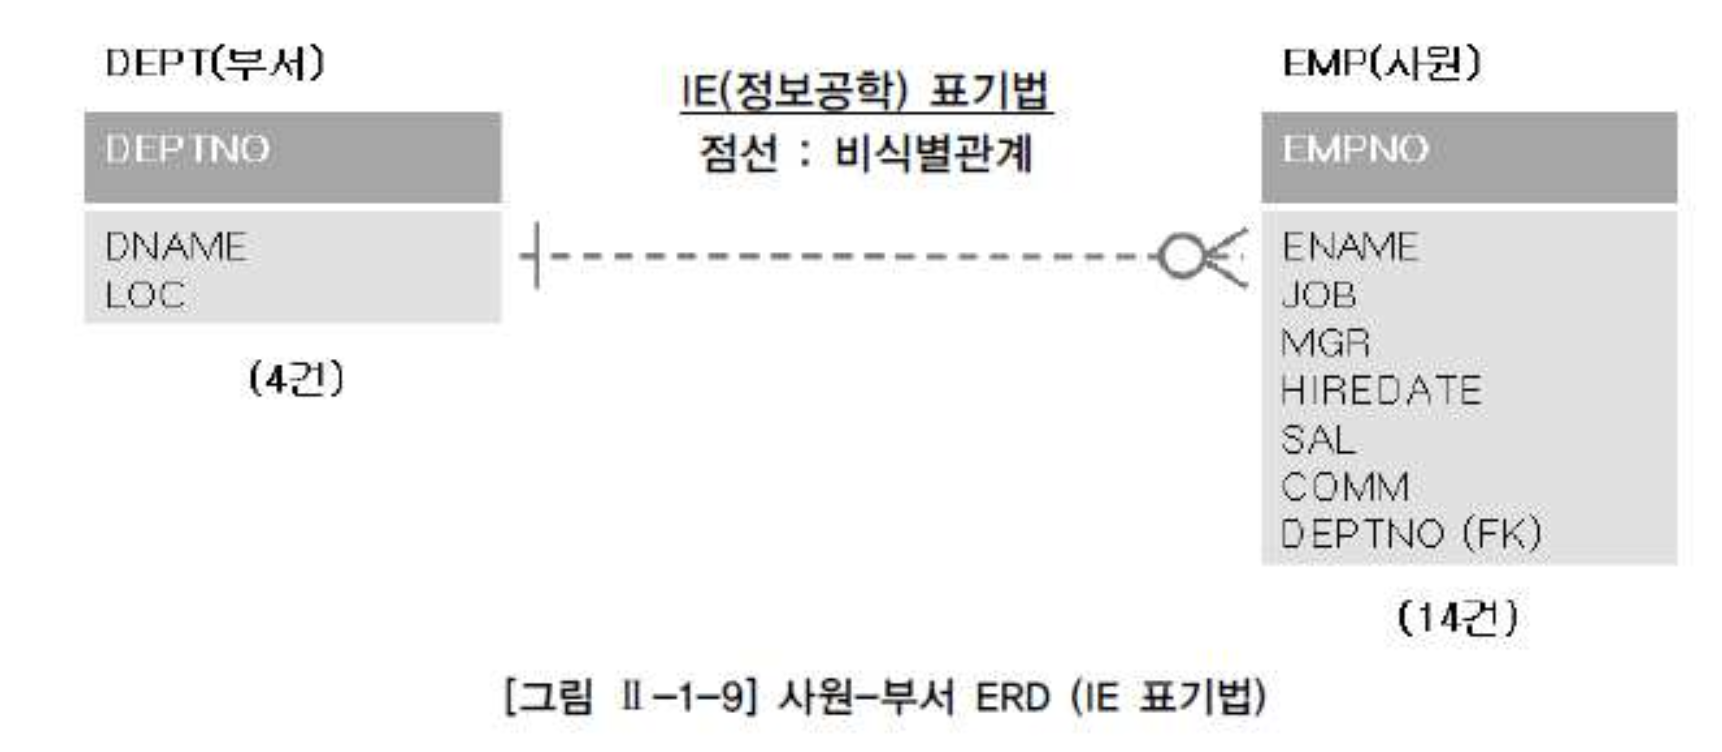 DEPT(부서)
DEPTNO
DNAME
LOC
(4건)
IE(정보공학) 표기법
점선 : 비식별관계
EMP(사원)
EMPNO
ENAME
JOB
MGR
HIREDATE
SAL
COMM
DEPTNO (FK)
(14건)
[그림 Ⅱ-1-9] 사원-부서 ERD (IE 표기법)